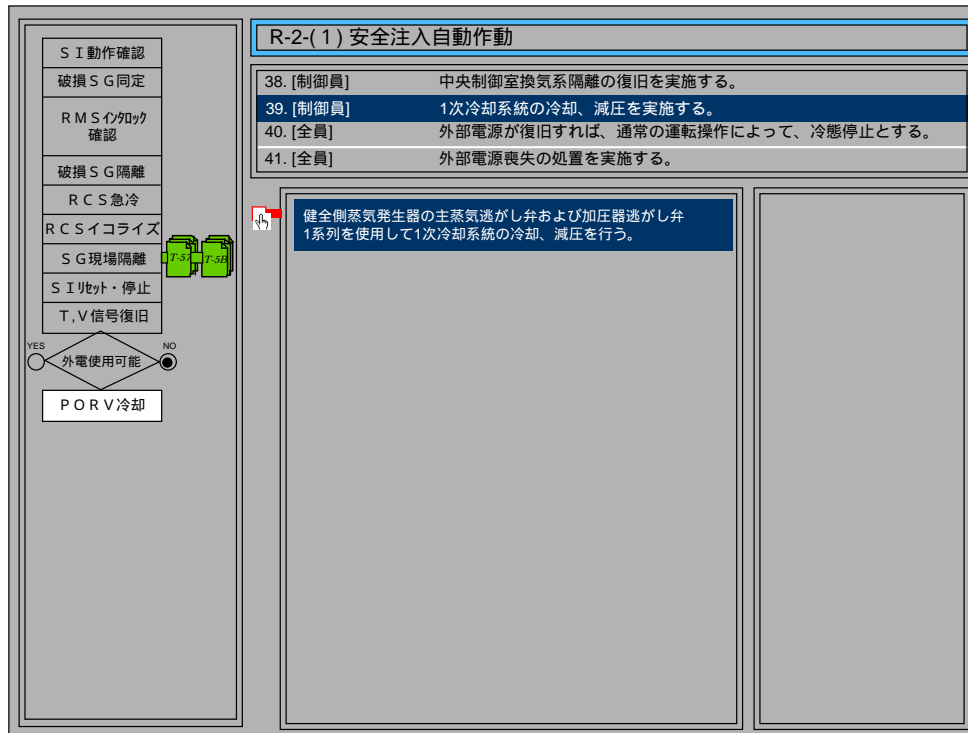 R-2-(1) 安全注入自動作動
38. [制御員] 中央制御室換気系隔離の復旧を実施する。
39. [制御員] 1次冷却系統の冷却、減圧を実施する。
40. [全員] 外部電源が復旧すれば、通常の運転操作によって、冷態停止とする。
41. [全員] 外部電源喪失の処置を実施する。
ＳＩ動作確認
破損ＳＧ同定
ＲＭＳｲﾝﾀﾛｯｸ
確認
破損ＳＧ隔離
ＲＣＳ急冷
ＲＣＳイコライズ
ＳＧ現場隔離
T-57
T-5B
ＳＩﾘｾｯﾄ・停止
Ｔ,Ｖ信号復旧
YES
外電使用可能
NO
ＰＯＲＶ冷却
健全側蒸気発生器の主蒸気逃がし弁および加圧器逃がし弁
1系列を使用して1次冷却系統の冷却、減圧を行う。